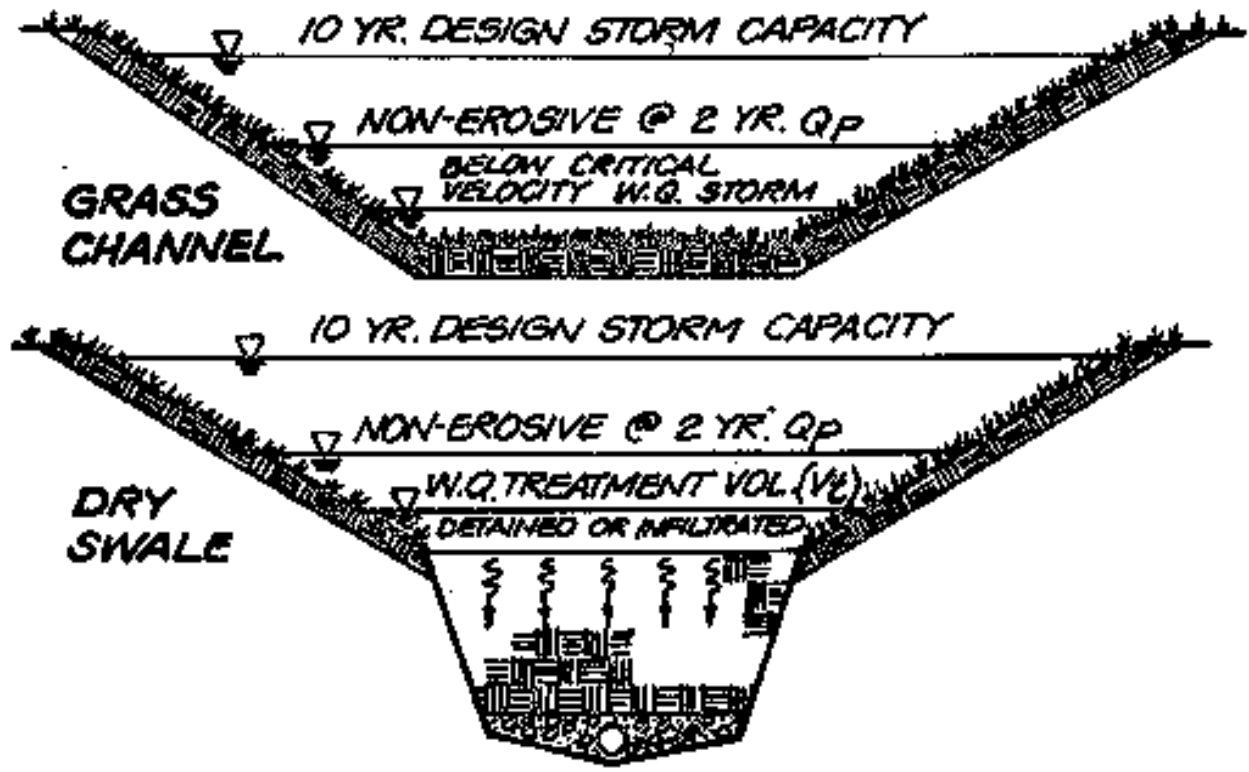 10 YR. DESIGN STORM CAPACITY
NON-EROSIVE @ 2 YR. Qp
BELOW CRITICAL
VELOCITY W.Q. STORM
GRASS
CHANNEL
10 YR. DESIGN STORM CAPACITY
NON-EROSIVE @ 2 YR. Qp
W.Q. TREATMENT VOL. (Vt)
DETAINED OR INFILTRATED
DRY
SWALE